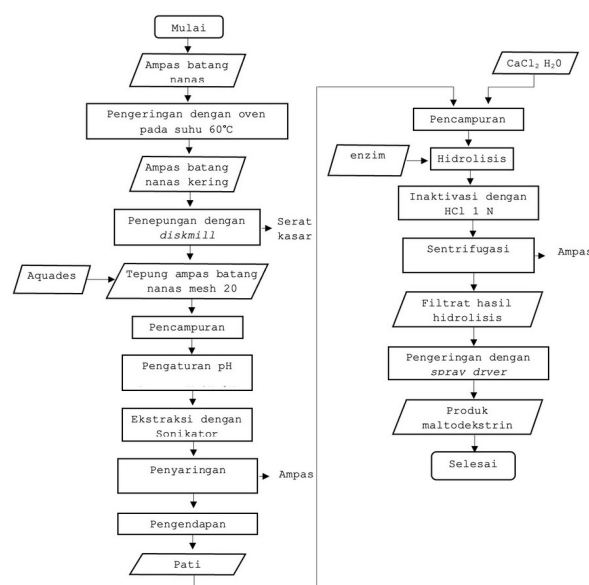 Mulai
Ampas batang
nanas
Pengeringan dengan oven
pada suhu 60°C
Ampas batang
nanas kering
Penepungan dengan
diskmill
Serat
kasar
Aquades
Tepung ampas batang
nanas mesh 20
Pencampuran
Pengaturan pH
Ekstraksi dengan
Sonikator
Penyaringan
Ampas
Pengendapan
Pati
CaCl₂ H₂0
Pencampuran
enzim
Hidrolisis
Inaktivasi dengan
HCl 1 N
Sentrifugasi
Ampas
Filtrat hasil
hidrolisis
Pengeringan dengan
spray dryer
Produk
maltodekstrin
Selesai